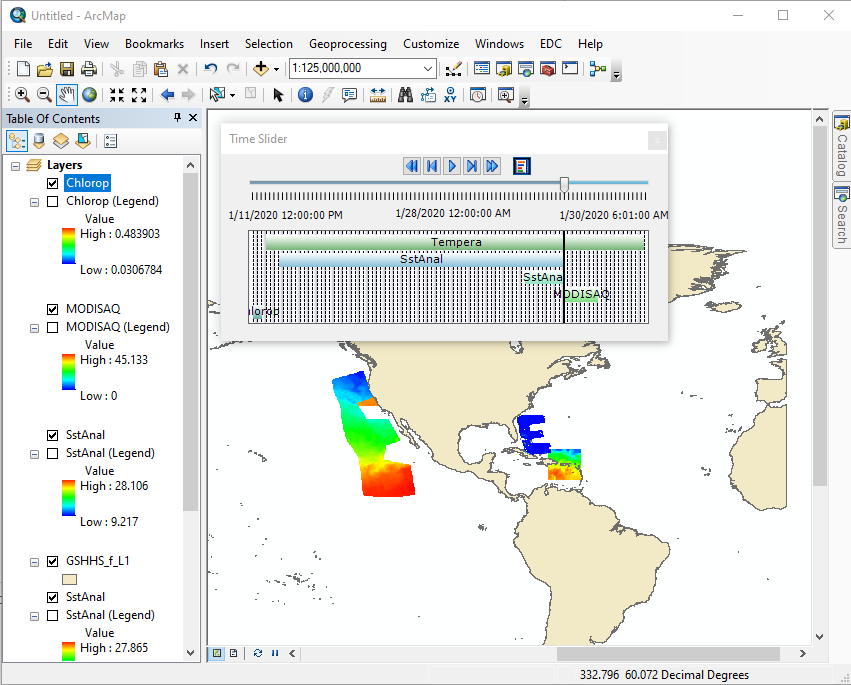 Untitled - ArcMap
File Edit View Bookmarks Insert Selection Geoprocessing Customize Windows EDC Help
1:125,000,000
Table Of Contents
Layers
Chlorop
Chlorop (Legend)
Value
High : 0.483903
Low : 0.0306784
MODISAQ
MODISAQ (Legend)
Value
High : 45.133
Low : 0
SstAnal
SstAnal (Legend)
Value
High : 28.106
Low : 9.217
GSHHS_f_L1
SstAnal
SstAnal (Legend)
Value
High : 27.865
Time Slider
1/11/2020 12:00:00 PM 1/28/2020 12:00:00 AM 1/30/2020 6:01:00 AM
Tempera
SstAnal
SstAna
MODISAQ
hlorop
Catalog
Search
XY
332.796 60.072 Decimal Degrees